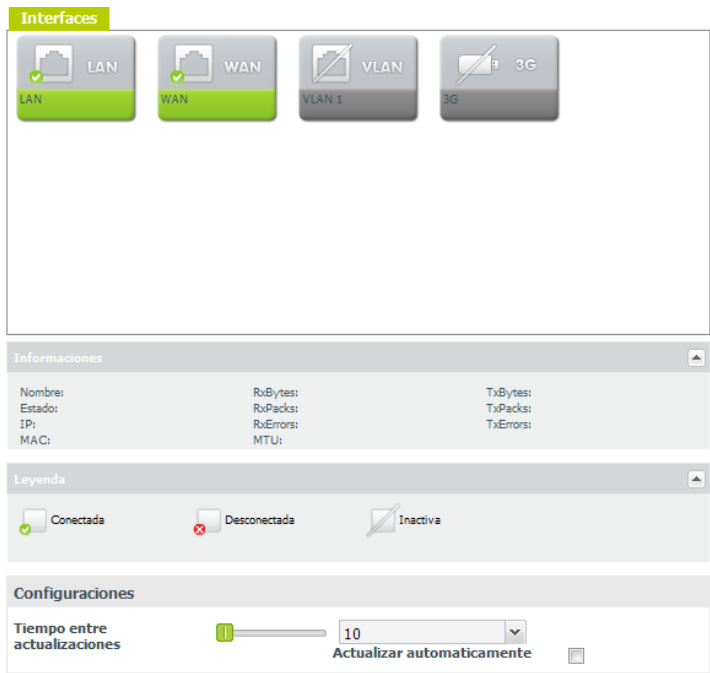 Interfaces
LAN WAN VLAN 3G
LAN WAN VLAN 1 3G
Informaciones
Nombre: RxBytes: TxBytes:
Estado: RxPacks: TxPacks:
IP: RxErrors: TxErrors:
MAC: MTU:
Leyenda
Conectada Desconectada Inactiva
Configuraciones
Tiempo entre
actualizaciones
10
Actualizar automaticamente